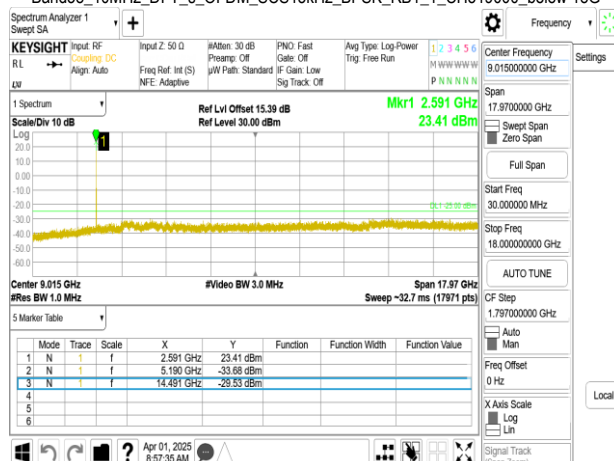 Spectrum Analyzer 1
Swept SA
Frequency
KEYSIGHT
RL
Input: RF
Coupling: DC
Align: Auto
Input Z: 50 Ω
Freq Ref: Int (S)
NFE: Adaptive
#Atten: 30 dB
Preamp: Off
µW Path: Standard
PNO: Fast
Gate: Off
IF Gain: Low
Sig Track: Off
Avg Type: Log-Power
Trig: Free Run
1 2 3 4 5 6
M W W W W W
P N N N N N
Center Frequency
9.015000000 GHz
Settings
1 Spectrum
Scale/Div 10 dB
Ref Lvl Offset 15.39 dB
Ref Level 30.00 dBm
Mkr1 2.591 GHz
23.41 dBm
Log
20.0
10.0
0.00
-10.0
-20.0
-30.0
-40.0
-50.0
-60.0
1
DL1 -25.00 dBm
Center 9.015 GHz
#Res BW 1.0 MHz
#Video BW 3.0 MHz
Span 17.97 GHz
Sweep ~32.7 ms (17971 pts)
Span
17.9700000 GHz
Swept Span
Zero Span
Full Span
Start Freq
30.000000 MHz
Stop Freq
18.000000000 GHz
AUTO TUNE
CF Step
1.797000000 GHz
Auto
Man
Freq Offset
0 Hz
X Axis Scale
Log
Lin
Signal Track
Local
5 Marker Table
Mode Trace Scale X Y Function Function Width Function Value
1 N 1 f 2.591 GHz 23.41 dBm
2 N 1 f 5.190 GHz -33.68 dBm
3 N 1 f 14.491 GHz -29.53 dBm
4
5
6
Apr 01, 2025
8:57:35 AM